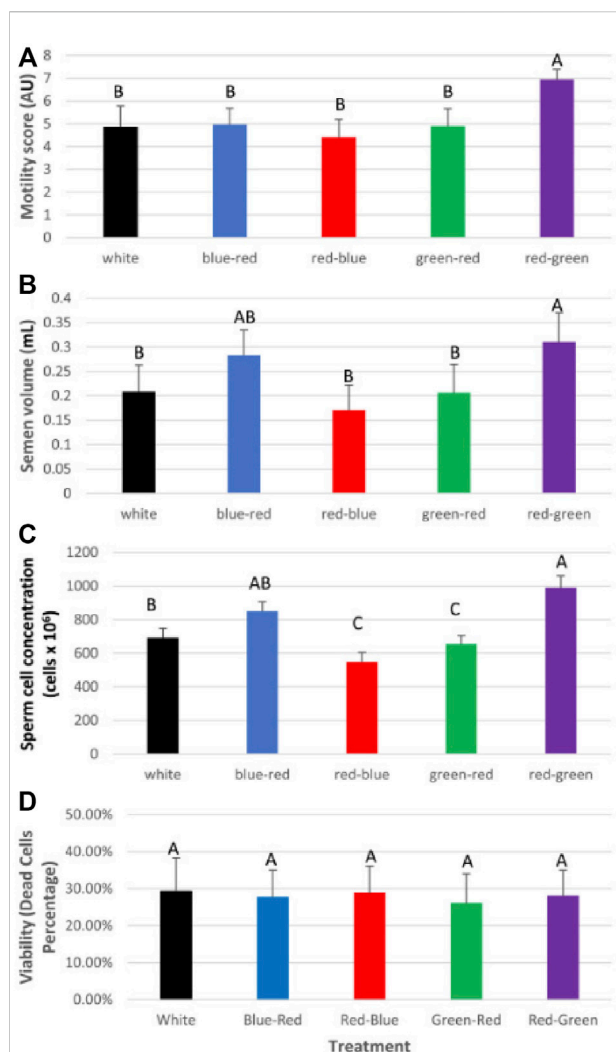 A
Motility score (AU)
8
7
6
5
4
3
2
1
0
B
B
B
B
A
white
blue-red
red-blue
green-red
red-green
B
Semen volume (mL)
0.4
0.35
0.3
0.25
0.2
0.15
0.1
0.05
0
B
AB
B
B
A
white
blue-red
red-blue
green-red
red-green
C
Sperm cell concentration
(cells x 10⁶)
1200
1000
800
600
400
200
0
B
AB
C
C
A
white
blue-red
red-blue
green-red
red-green
D
Viability (Dead Cells
Percentage)
50.00%
40.00%
30.00%
20.00%
10.00%
0.00%
A
A
A
A
A
White
Blue-Red
Red-Blue
Green-Red
Red-Green
Treatment